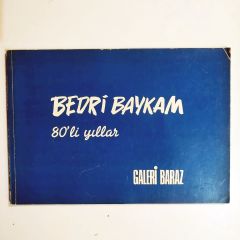 BEDRİ BAYKAM
80'li yıllar
GALERİ BARAZ